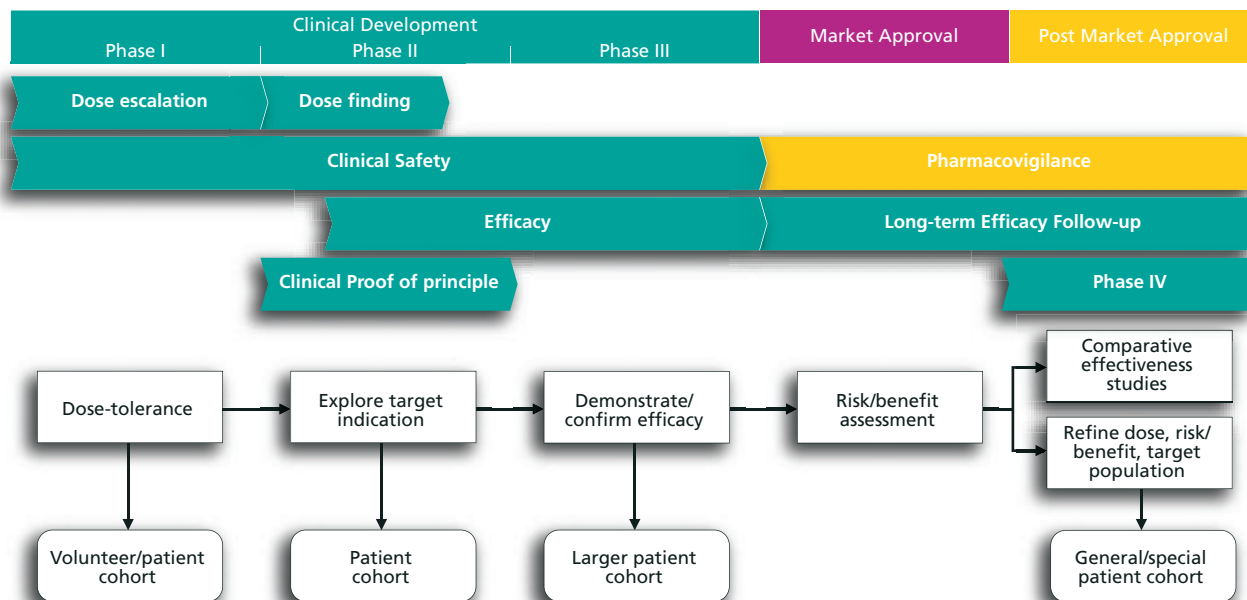 Clinical Development
Market Approval
Post Market Approval
Phase I
Phase II
Phase III
Dose escalation
Dose finding
Clinical Safety
Pharmacovigilance
Efficacy
Long-term Efficacy Follow-up
Clinical Proof of principle
Phase IV
Dose-tolerance
Explore target
indication
Demonstrate/
confirm efficacy
Risk/benefit
assessment
Comparative
effectiveness
studies
Refine dose, risk/
benefit, target
population
Volunteer/patient
cohort
Patient
cohort
Larger patient
cohort
General/special
patient cohort